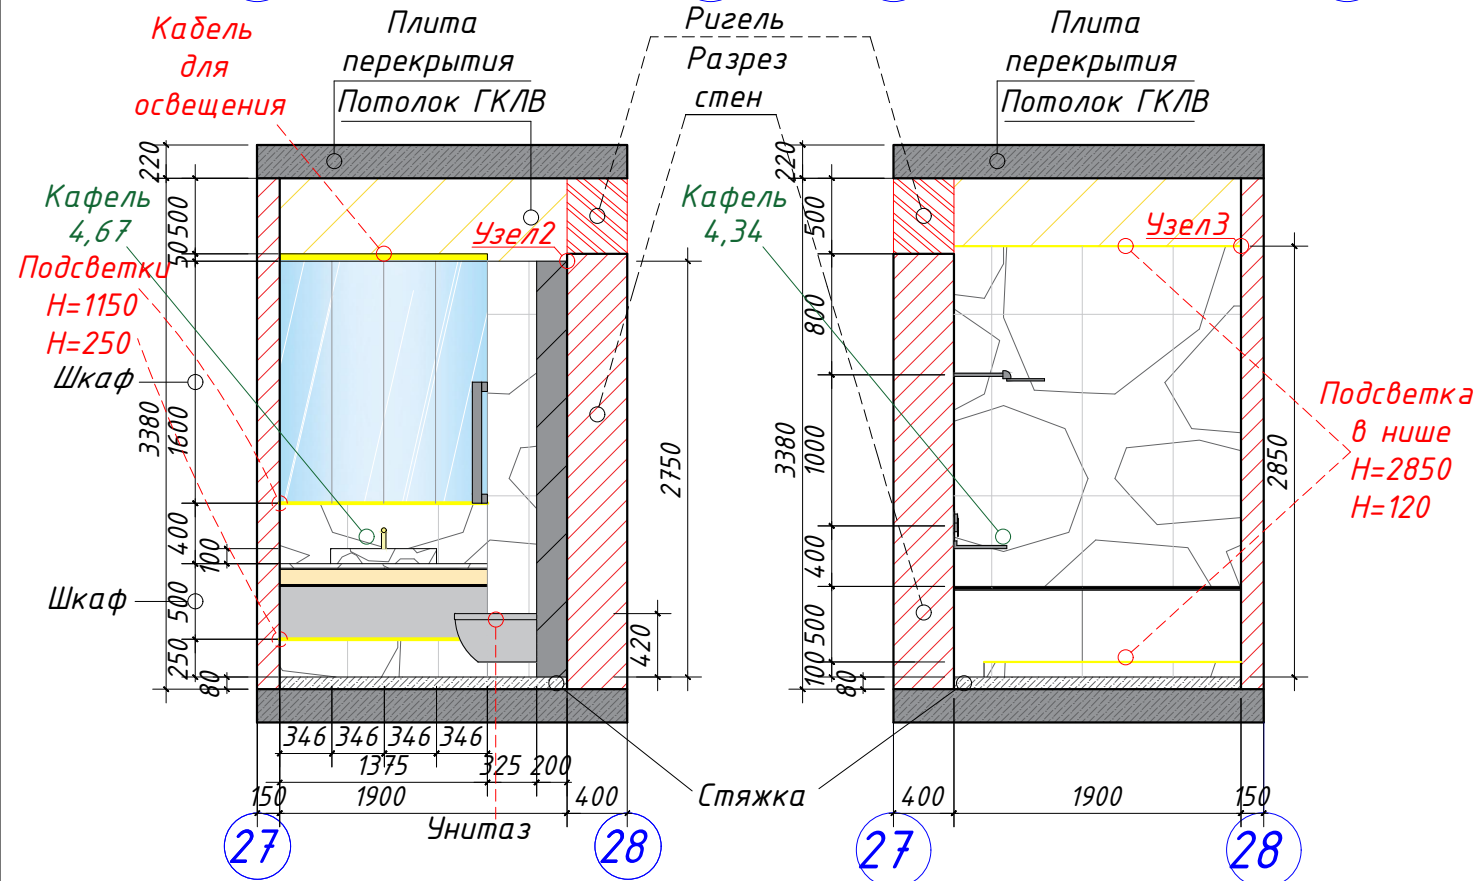 Кабель
для
освещения
Плита
перекрытия
Потолок ГКЛВ
Ригель
Разрез
стен
Плита
перекрытия
Потолок ГКЛВ
Кафель
4,67
Подсветки
H=1150
H=250
Шкаф
Шкаф
Узел2
220
500
50
3380
1600
400
100
500
250
80
2750
420
346
346
346
346
1375
325
200
150
1900
400
Унитаз
27
28
Стяжка
Кафель
4,34
Узел3
220
500
800
3380
1000
400
500
100
80
2850
Подсветка
в нише
H=2850
H=120
400
1900
150
27
28